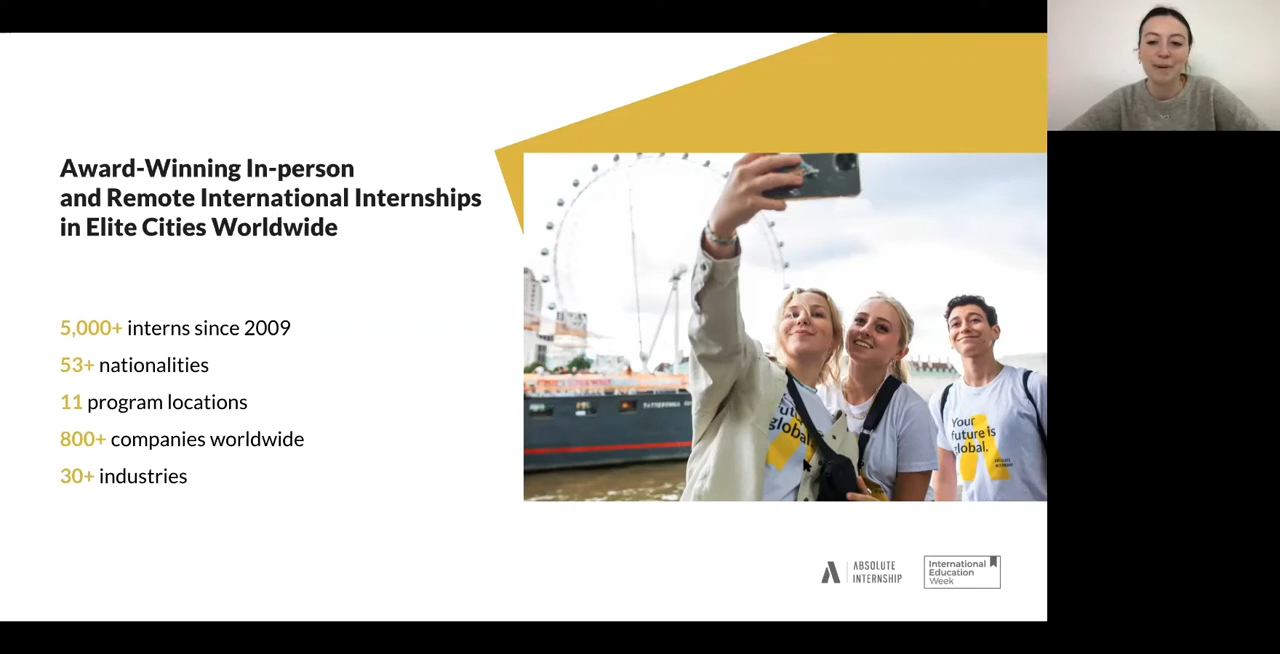 Award-Winning In-person
and Remote International Internships
in Elite Cities Worldwide
5,000+ interns since 2009
53+ nationalities
11 program locations
800+ companies worldwide
30+ industries
global.
Your
future is
global.
ABSOLUTE
INTERNSHIP
International
Education
Week